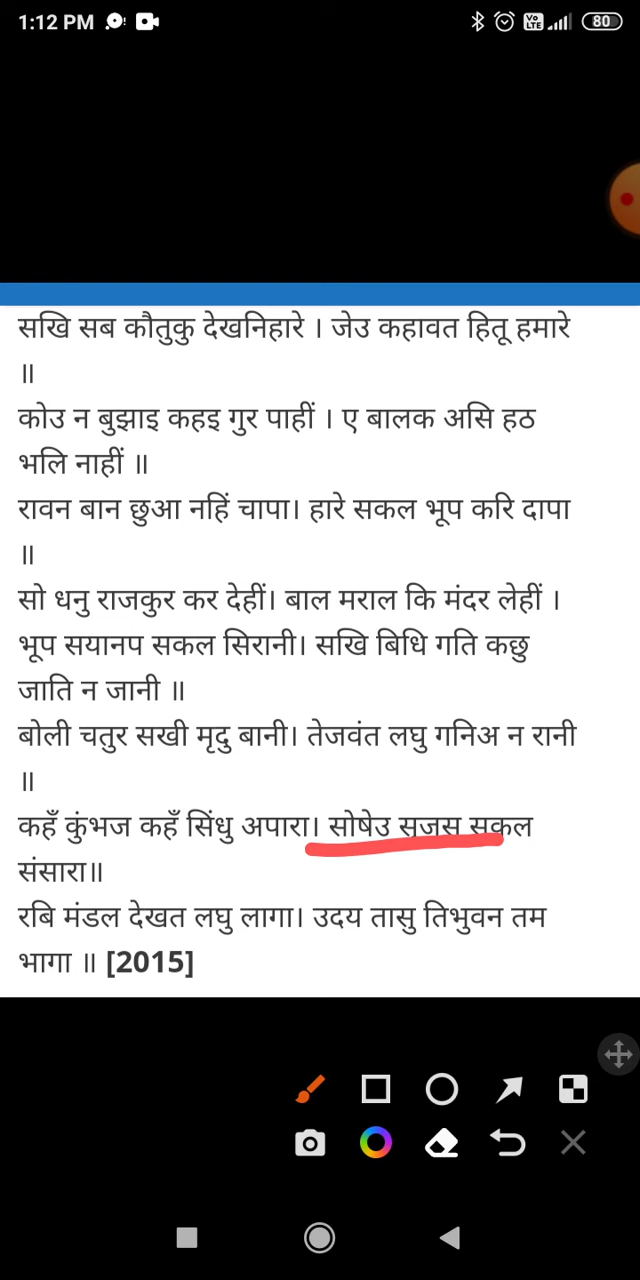 1:12 PM
Vo LTE
80
सखि सब कौतुकु देखनिहारे । जेउ कहावत हितू हमारे
॥
कोउ न बुझाइ कहइ गुर पाहीं । ए बालक असि हठ
भलि नाहीं ॥
रावन बान छुआ नहिं चापा। हारे सकल भूप करि दापा
॥
सो धनु राजकुर कर देहीं। बाल मराल कि मंदर लेहीं ।
भूप सयानप सकल सिरानी। सखि बिधि गति कछु
जाति न जानी ॥
बोली चतुर सखी मृदु बानी। तेजवंत लघु गनिअ न रानी
॥
कहँ कुंभज कहँ सिंधु अपारा। सोषेउ सुजस सकल
संसारा॥
रबि मंडल देखत लघु लागा। उदय तासु तिभुवन तम
भागा ॥ [2015]